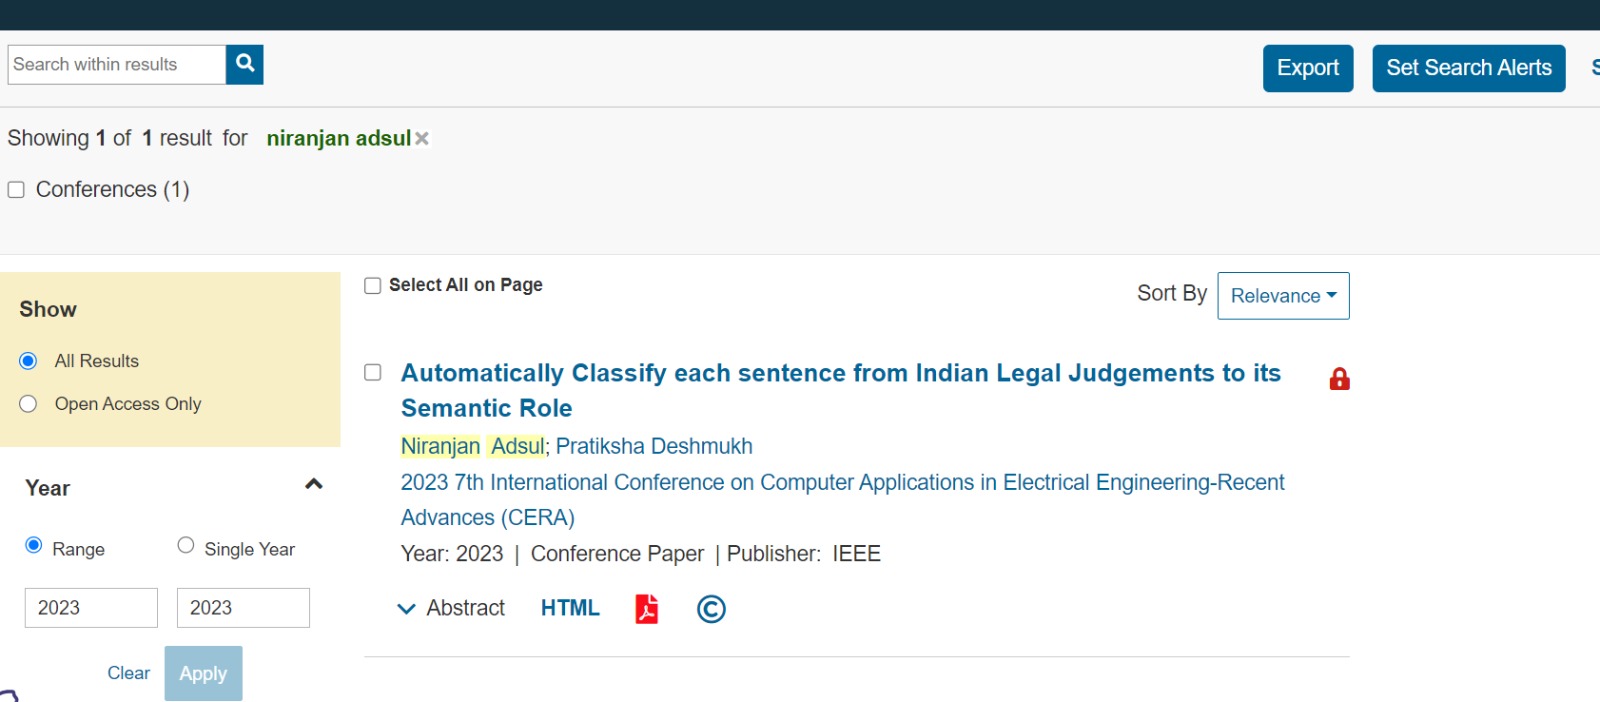 Search within results
Export
Set Search Alerts
Showing 1 of 1 result for niranjan adsul
Conferences (1)
Show
All Results
Open Access Only
Year
Range
Single Year
2023
2023
Clear
Apply
Select All on Page
Sort By
Relevance
Automatically Classify each sentence from Indian Legal Judgements to its
Semantic Role
Niranjan Adsul; Pratiksha Deshmukh
2023 7th International Conference on Computer Applications in Electrical Engineering-Recent
Advances (CERA)
Year: 2023 | Conference Paper | Publisher: IEEE
Abstract
HTML